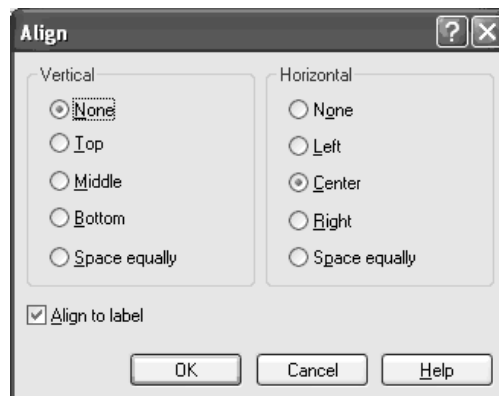 Align
Vertical
None
Top
Middle
Bottom
Space equally
Horizontal
None
Left
Center
Right
Space equally
Align to label
OK
Cancel
Help